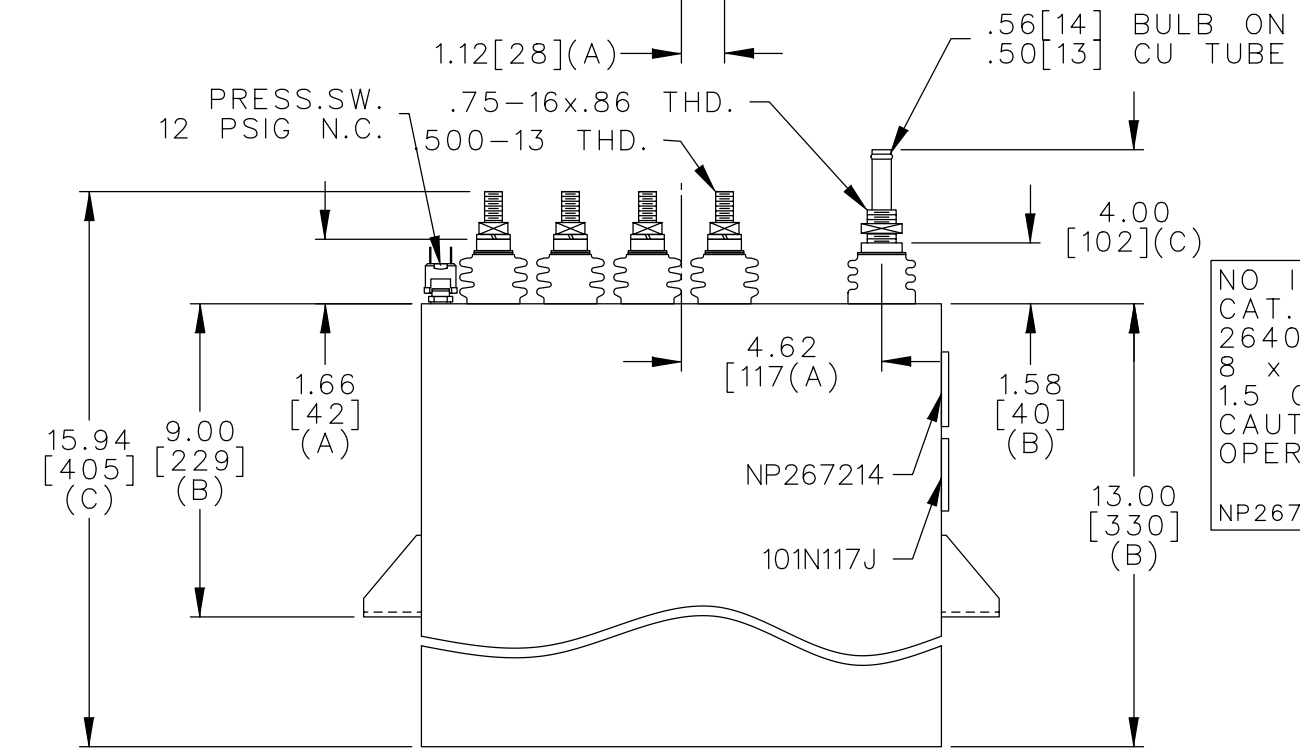 .56[14] BULB ON
.50[13] CU TUBE
1.12[28](A)
PRESS.SW.
12 PSIG N.C.
.75-16x.86 THD.
.500-13 THD.
4.00
[102](C)
4.62
[117(A)
1.66
[42]
(A)
1.58
[40]
(B)
15.94
[405]
(C)
9.00
[229]
(B)
NP267214
101N117J
13.00
[330]
(B)
NO I
CAT.
2640
8 x
1.5
CAUT
OPER
NP267